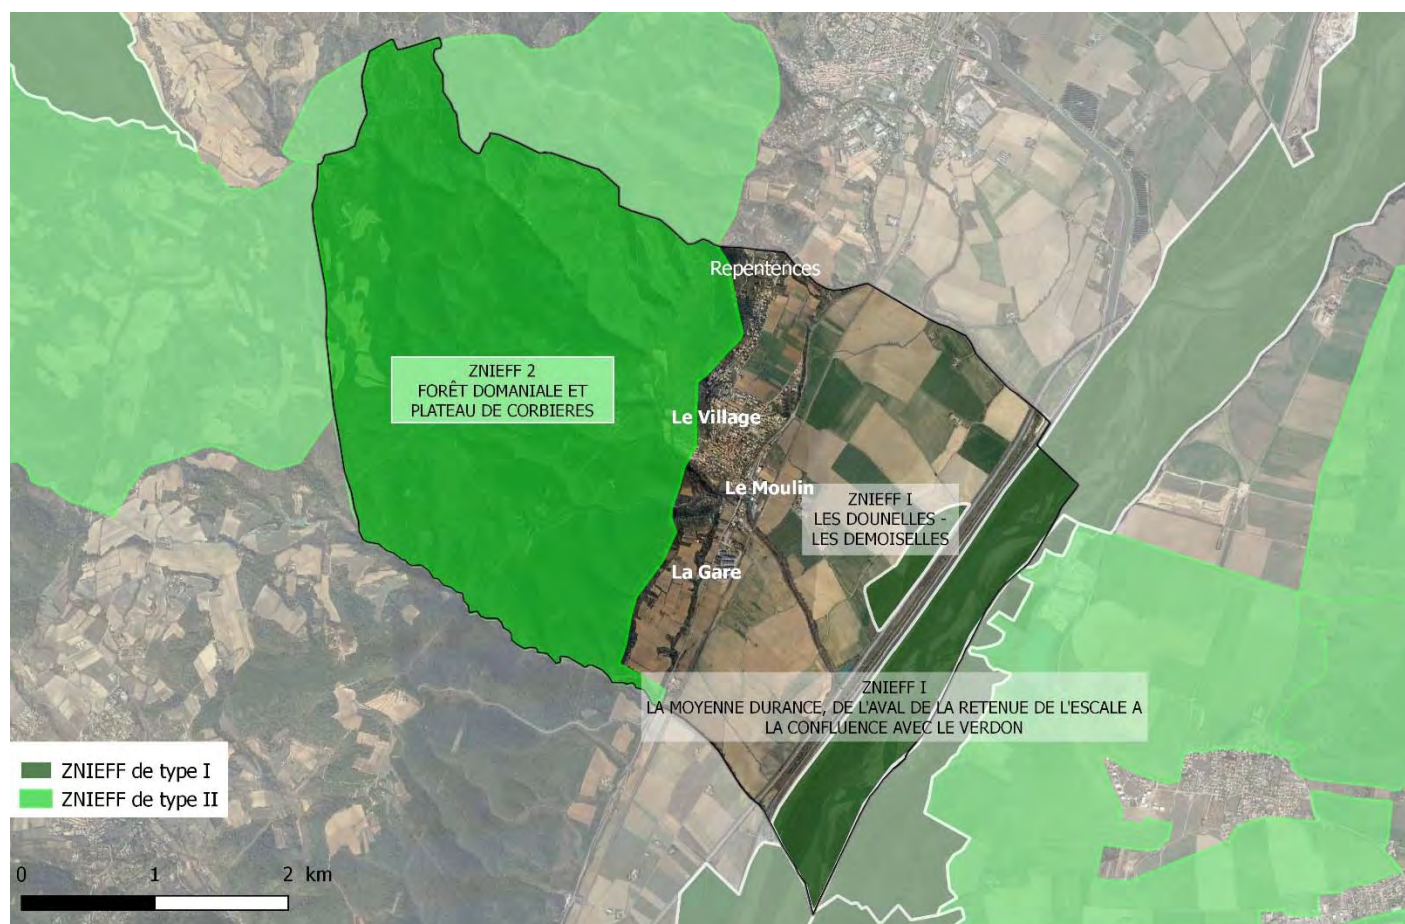 Repentences
ZNIEFF 2
FORÊT DOMANIALE ET
PLATEAU DE CORBIERES
Le Village
Le Moulin
ZNIEFF I
LES DOUNELLES -
LES DEMOISELLES
La Gare
ZNIEFF I
LA MOYENNE DURANCE, DE L'AVAL DE LA RETENUE DE L'ESCALE A
LA CONFLUENCE AVEC LE VERDON
ZNIEFF de type I
ZNIEFF de type II
0 1 2 km